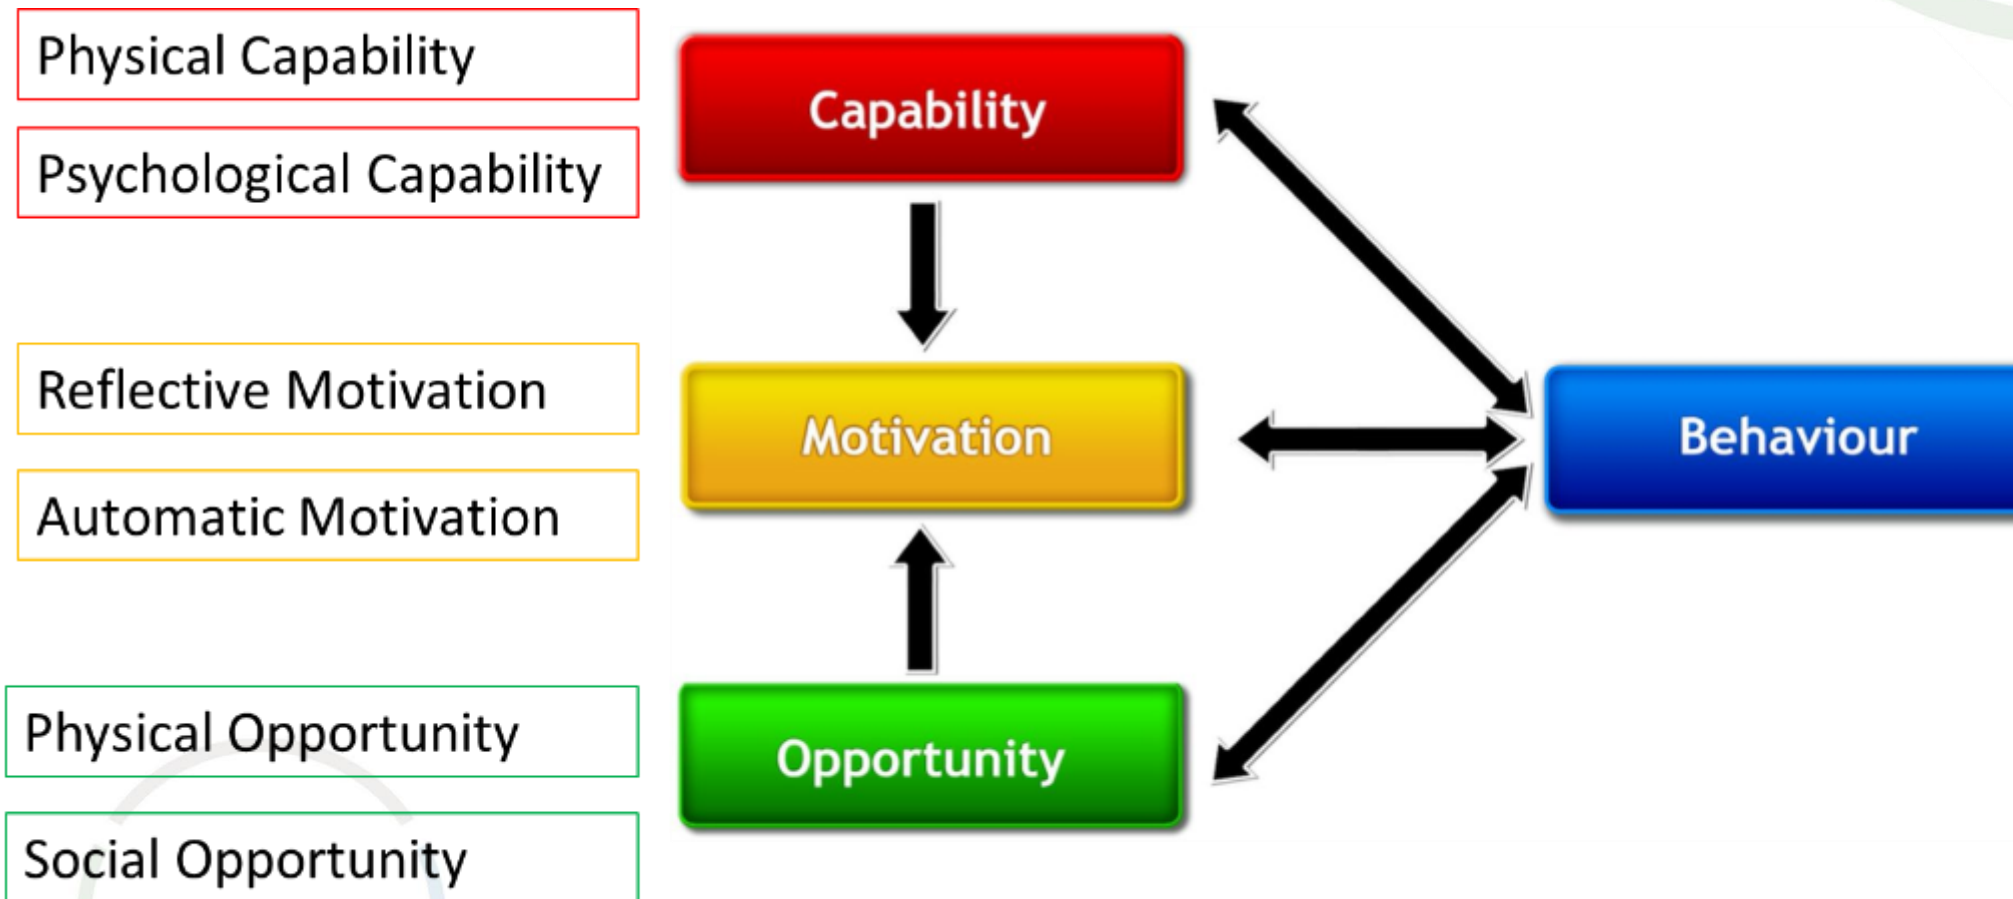 Physical Capability
Psychological Capability
Capability
Reflective Motivation
Automatic Motivation
Motivation
Behaviour
Physical Opportunity
Social Opportunity
Opportunity